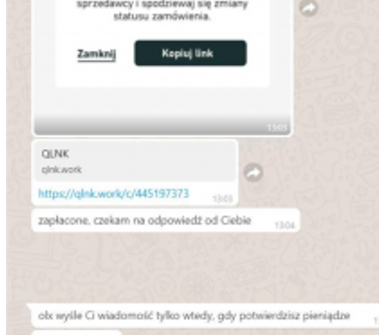 sprzedawcy i spodziewaj się zmiany
statusu zamówienia.
Zamknij
Kopiuj link
13:03
QLNK
qlnk.work
https://qlnk.work/c/445197373
13:03
zapłacone, czekam na odpowiedź od Ciebie
13:04
olx wyśle Ci wiadomość tylko wtedy, gdy potwierdzisz pieniądze